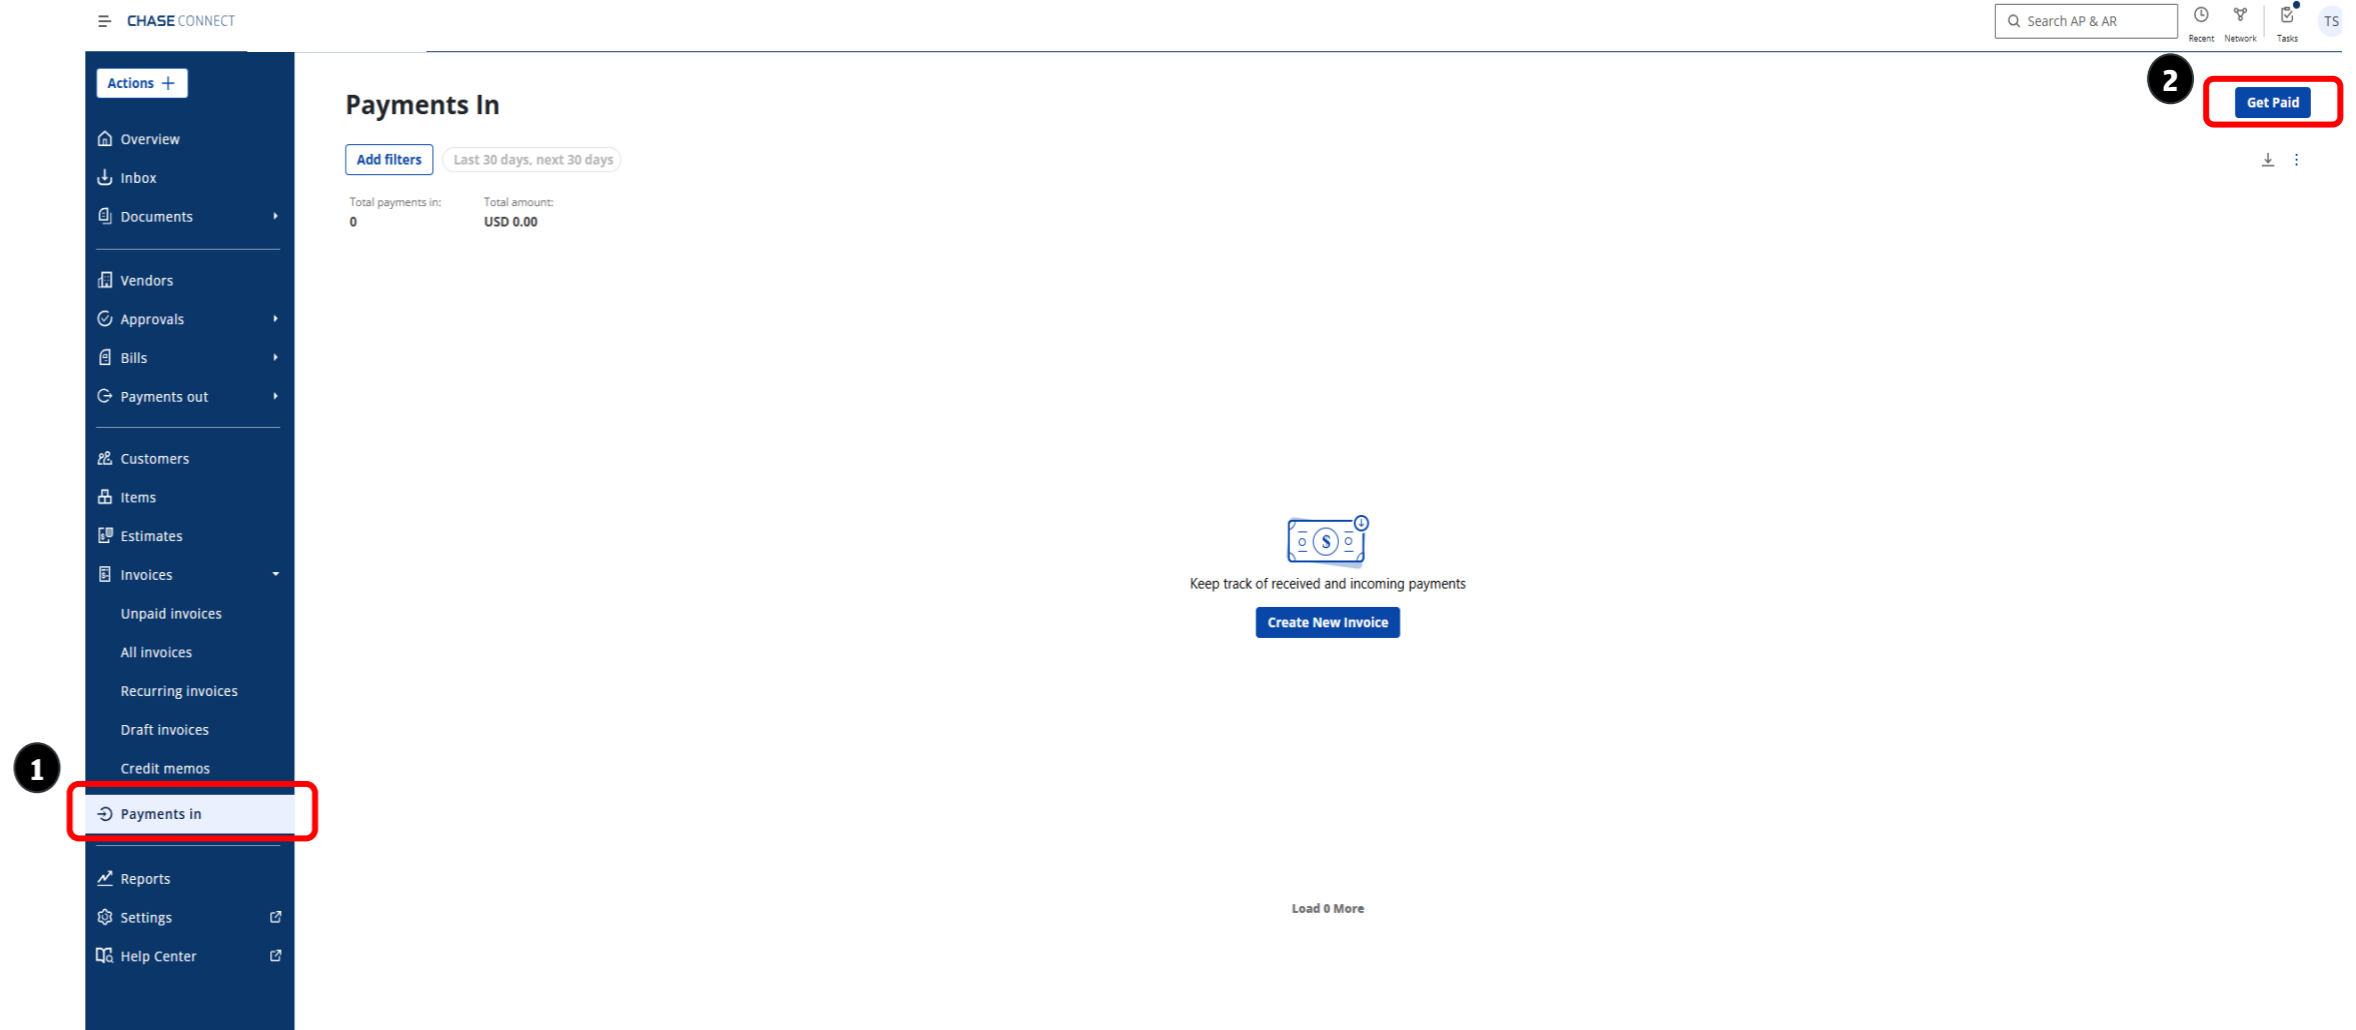 CHASE CONNECT
Search AP & AR
Recent
Network
Tasks
TS
Actions +
Overview
Inbox
Documents
Vendors
Approvals
Bills
Payments out
Customers
Items
Estimates
Invoices
Unpaid invoices
All invoices
Recurring invoices
Draft invoices
Credit memos
1
Payments in
Reports
Settings
Help Center
Payments In
2
Get Paid
Add filters
Last 30 days, next 30 days
Total payments in:
0
Total amount:
USD 0.00
$
Keep track of received and incoming payments
Create New Invoice
Load 0 More